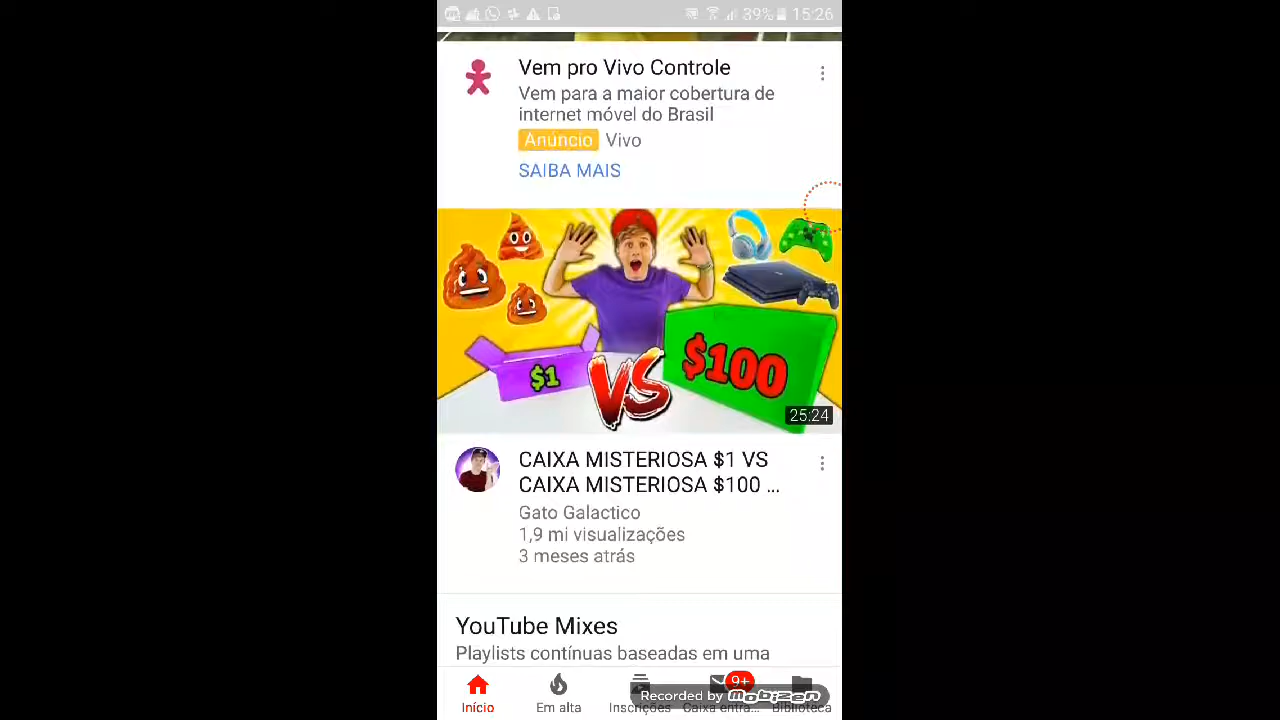 39% 15:26
Vem pro Vivo Controle
Vem para a maior cobertura de
internet móvel do Brasil
Anúncio Vivo
SAIBA MAIS
$1
VS
$100
25:24
CAIXA MISTERIOSA $1 VS
CAIXA MISTERIOSA $100 ...
Gato Galactico
1,9 mi visualizações
3 meses atrás
YouTube Mixes
Playlists contínuas baseadas em uma
9+
Recorded by mobizen
Início Em alta Inscrições Caixa entra... Biblioteca